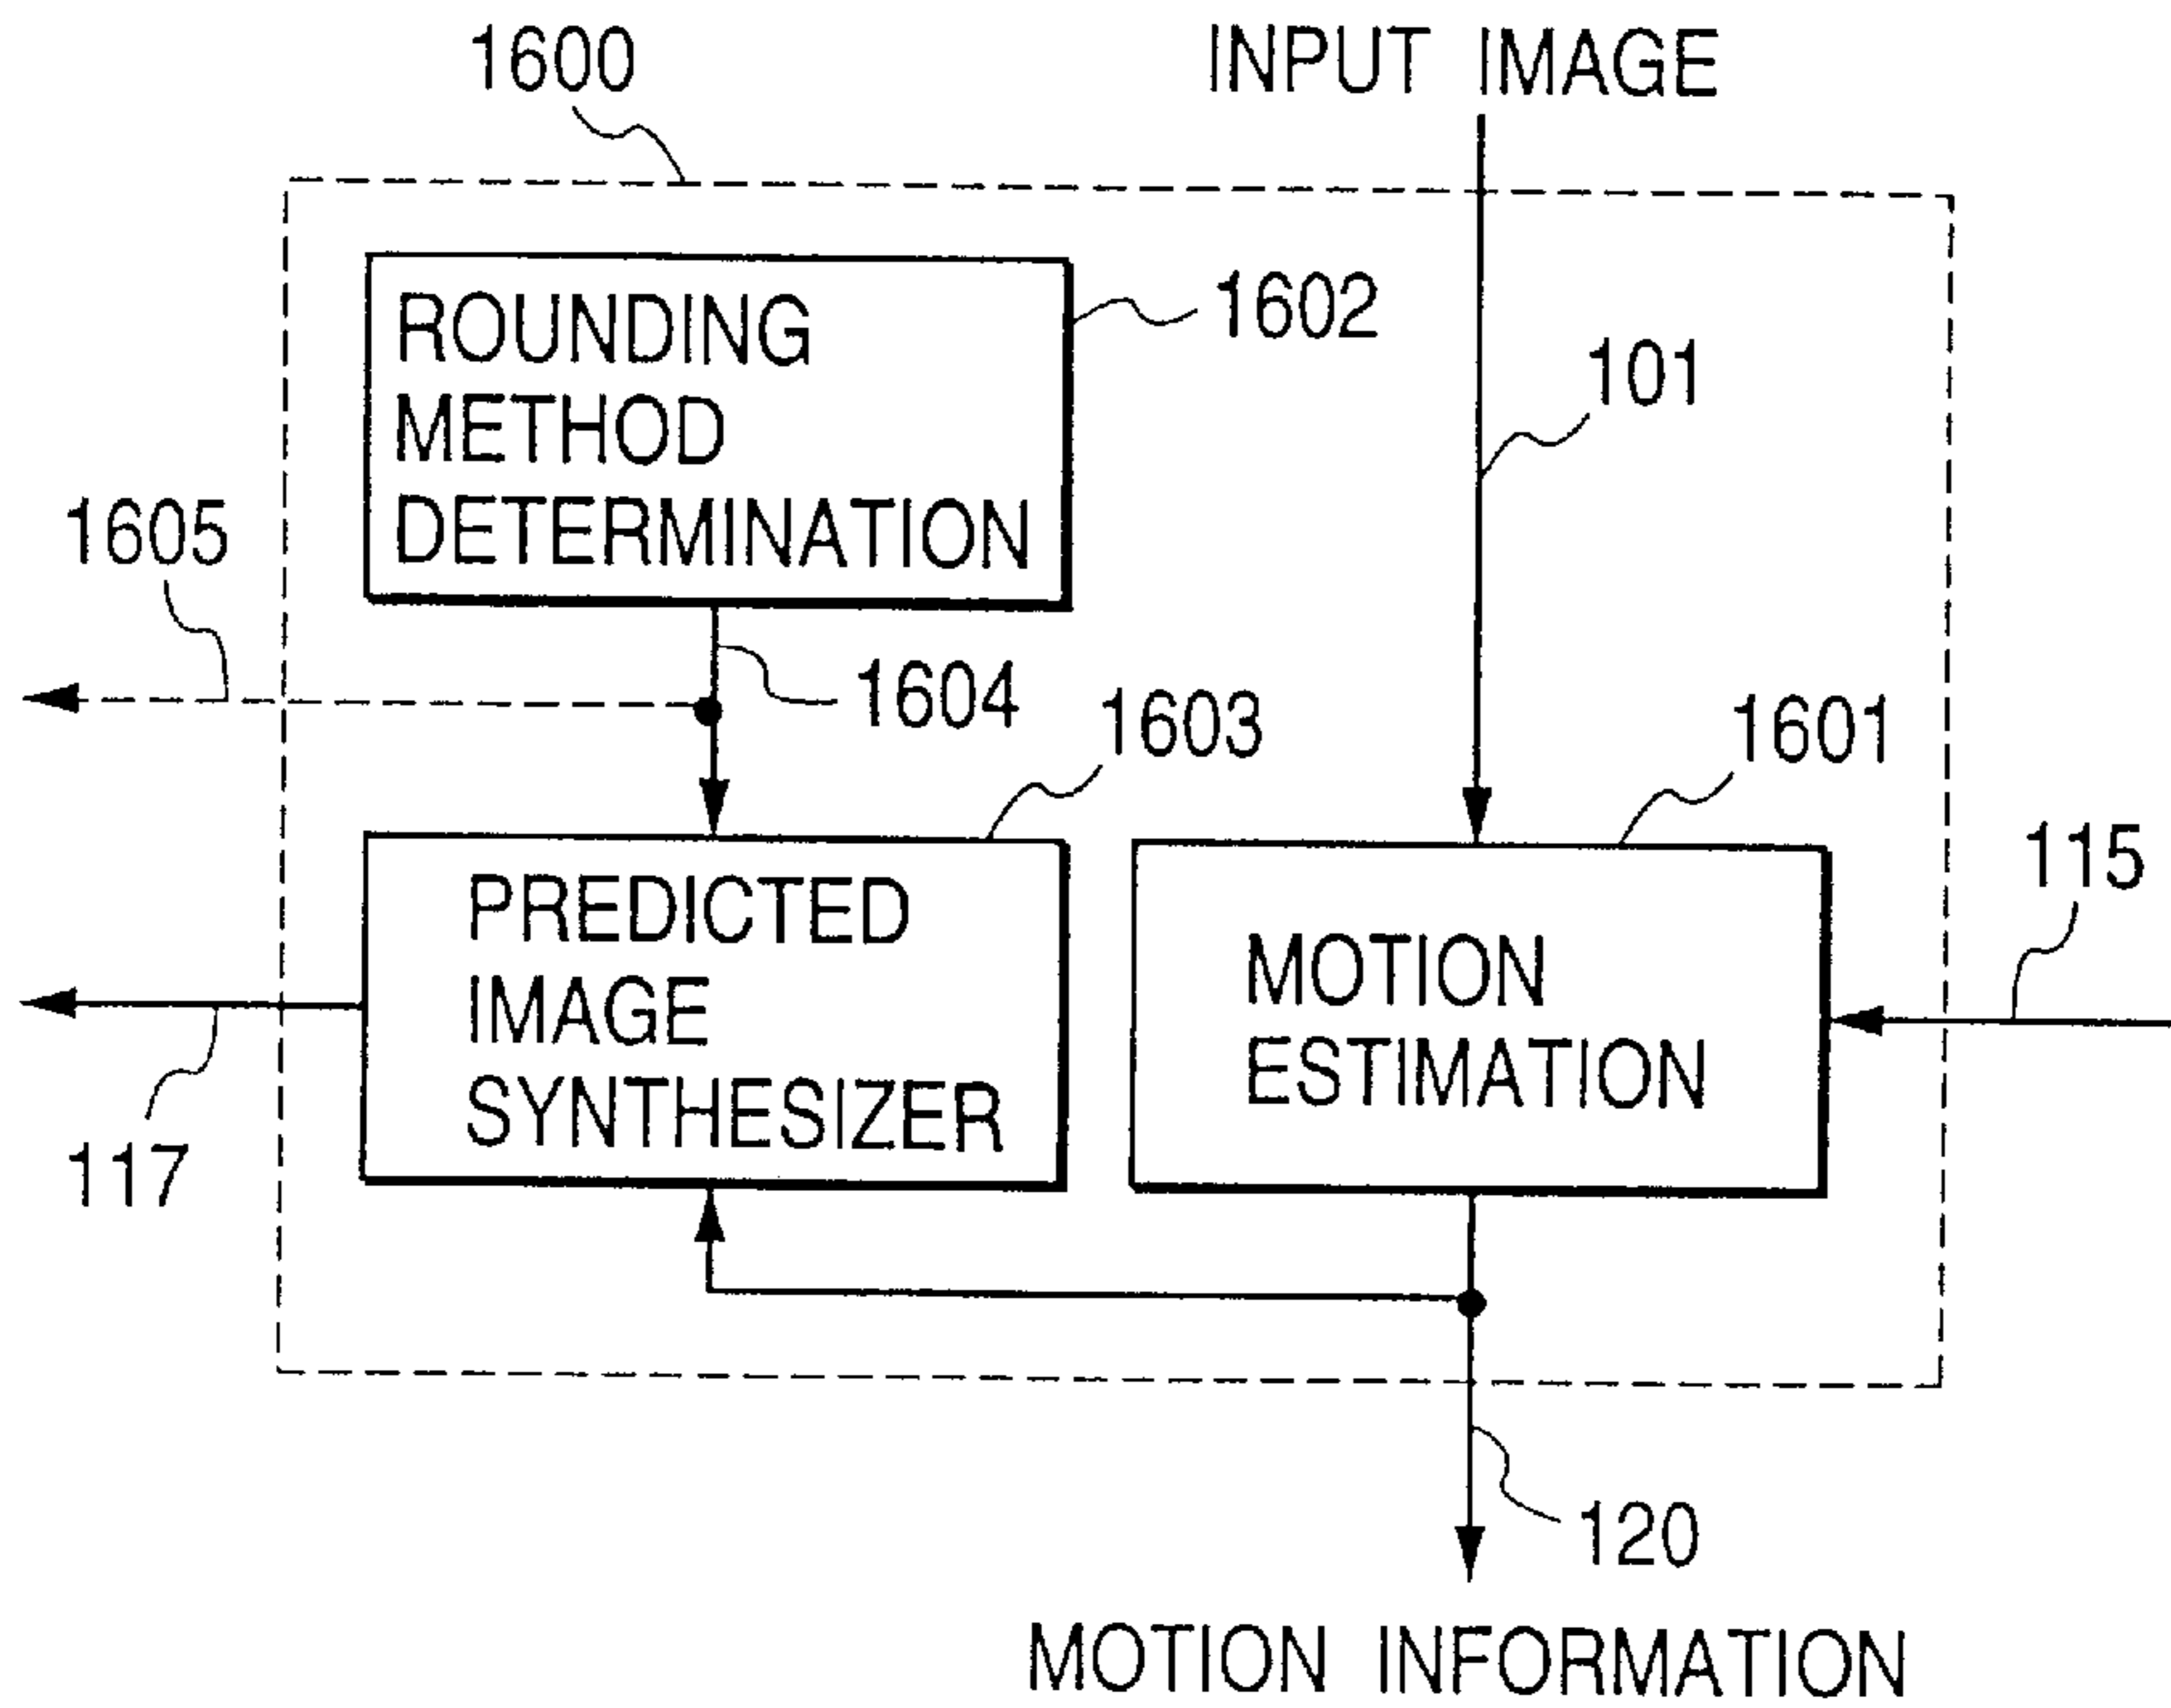 1600
INPUT IMAGE
ROUNDING
METHOD
DETERMINATION
1602
101
1605
1604
1603
1601
115
PREDICTED
IMAGE
SYNTHESIZER
MOTION
ESTIMATION
117
120
MOTION INFORMATION